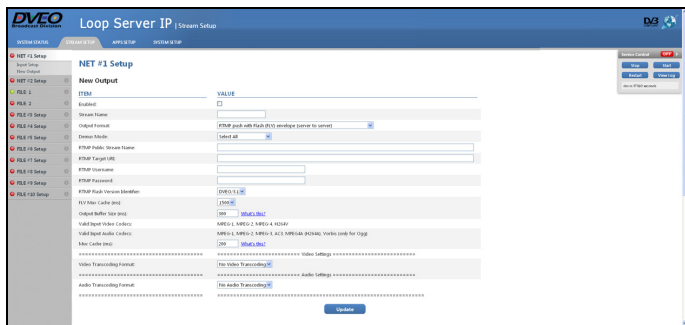 DVEO
Broadcast Division
Loop Server IP | Stream Setup
DVB
SYSTEM STATUS
STREAM SETUP
APPS SETUP
SYSTEM SETUP
NET #1 Setup
Input Setup
New Output
NET #2 Setup
FILE: 1
FILE: 2
FILE #3 Setup
FILE #4 Setup
FILE #5 Setup
FILE #6 Setup
FILE #7 Setup
FILE #8 Setup
FILE #9 Setup
FILE #10 Setup
NET #1 Setup
New Output
ITEM VALUE
Enabled:
Stream Name:
Output Format: RTMP push with Flash (FLV) envelope (server to server)
Demux Mode: Select All
RTMP Public Stream Name:
RTMP Target URI:
RTMP Username:
RTMP Password:
RTMP Flash Version Identifier: DVEO/3.1
FLV Max Cache (ms): 1500
Output Buffer Size (ms): 300 What's this?
Valid Input Video Codecs: MPEG-1, MPEG-2, MPEG-4, H264V
Valid Input Audio Codecs: MPEG-1, MPEG-2, MPEG-3, AC3, MPEG4A (H264A), Vorbis (only for Ogg)
Mux Cache (ms): 200 What's this?
Video Settings
Video Transcoding Format: No Video Transcoding
Audio Settings
Audio Transcoding Format: No Audio Transcoding
Update
Service Control OFF
Stop Start
Restart View Log